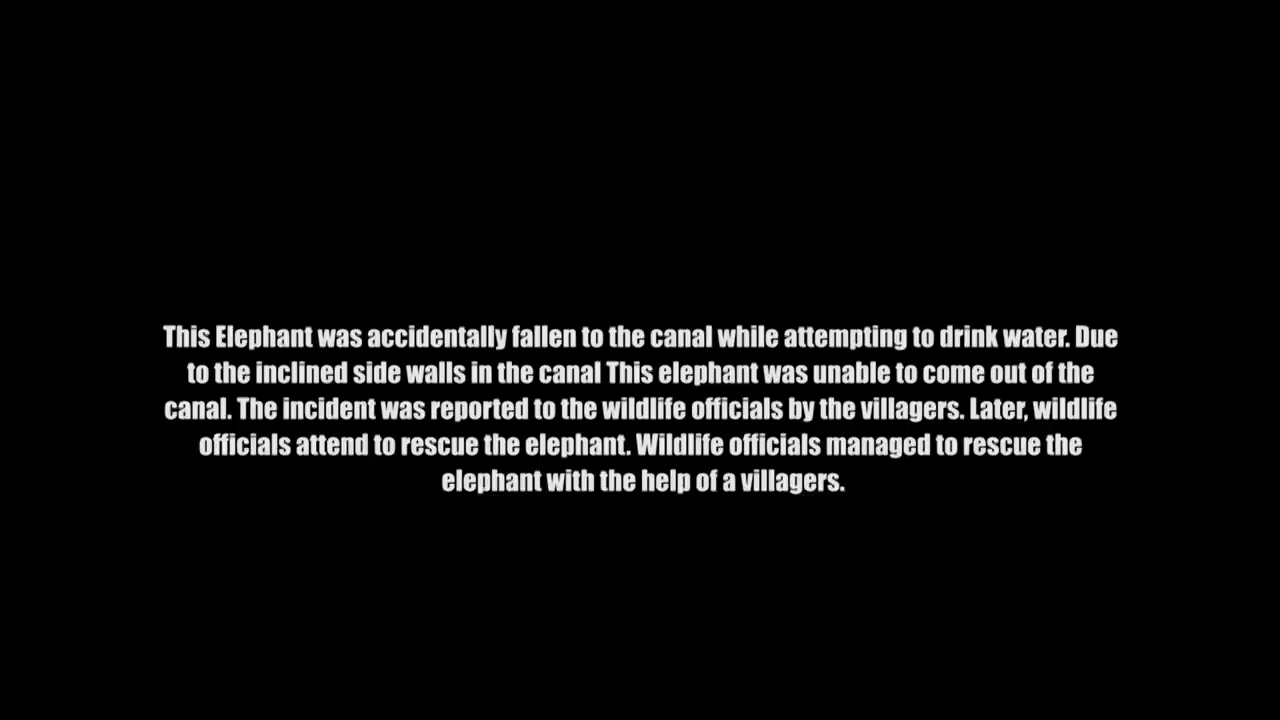 This Elephant was accidentally fallen to the canal while attempting to drink water. Due
to the inclined side walls in the canal This elephant was unable to come out of the
canal. The incident was reported to the wildlife officials by the villagers. Later, wildlife
officials attend to rescue the elephant. Wildlife officials managed to rescue the
elephant with the help of a villagers.